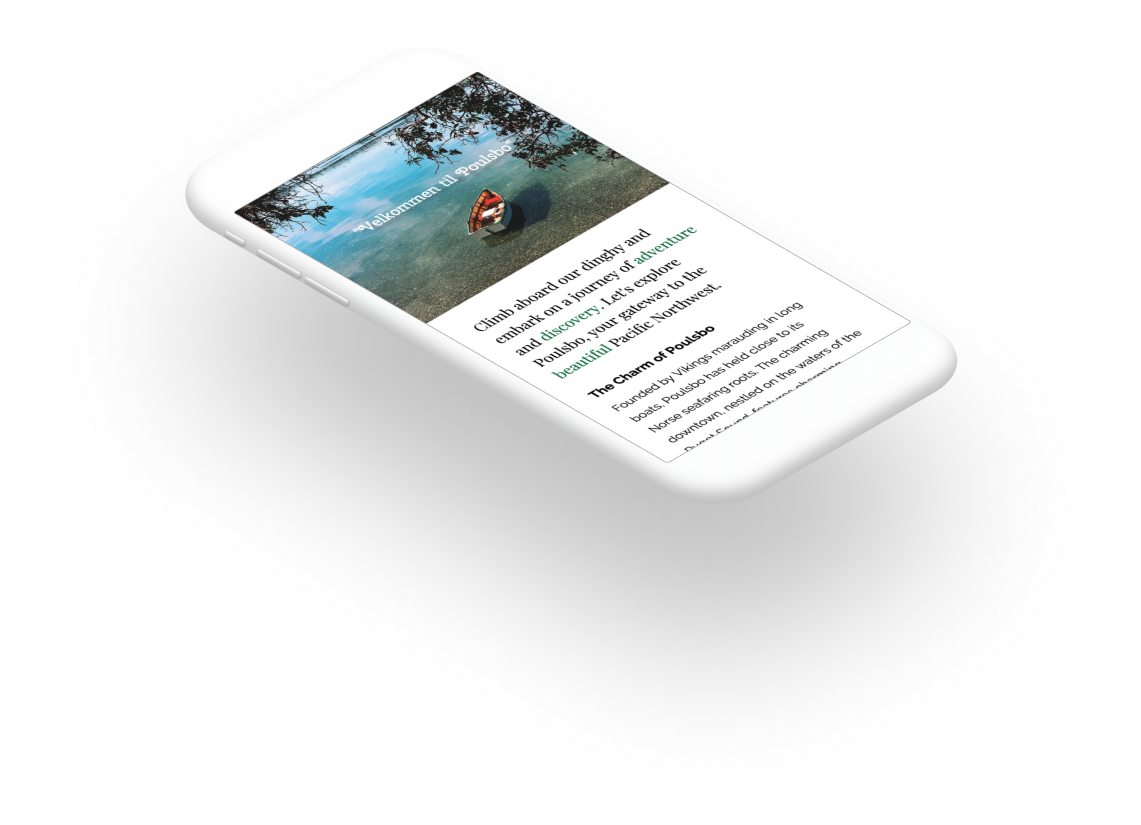 "Velkommen til Poulsbo"
Climb aboard our dinghy and
embark on a journey of adventure
and discovery. Let's explore
Poulsbo, your gateway to the
beautiful Pacific Northwest.
The Charm of Poulsbo
Founded by Vikings marauding in long
boats, Poulsbo has held close to its
Norse seafaring roots. The charming
downtown, nestled on the waters of the